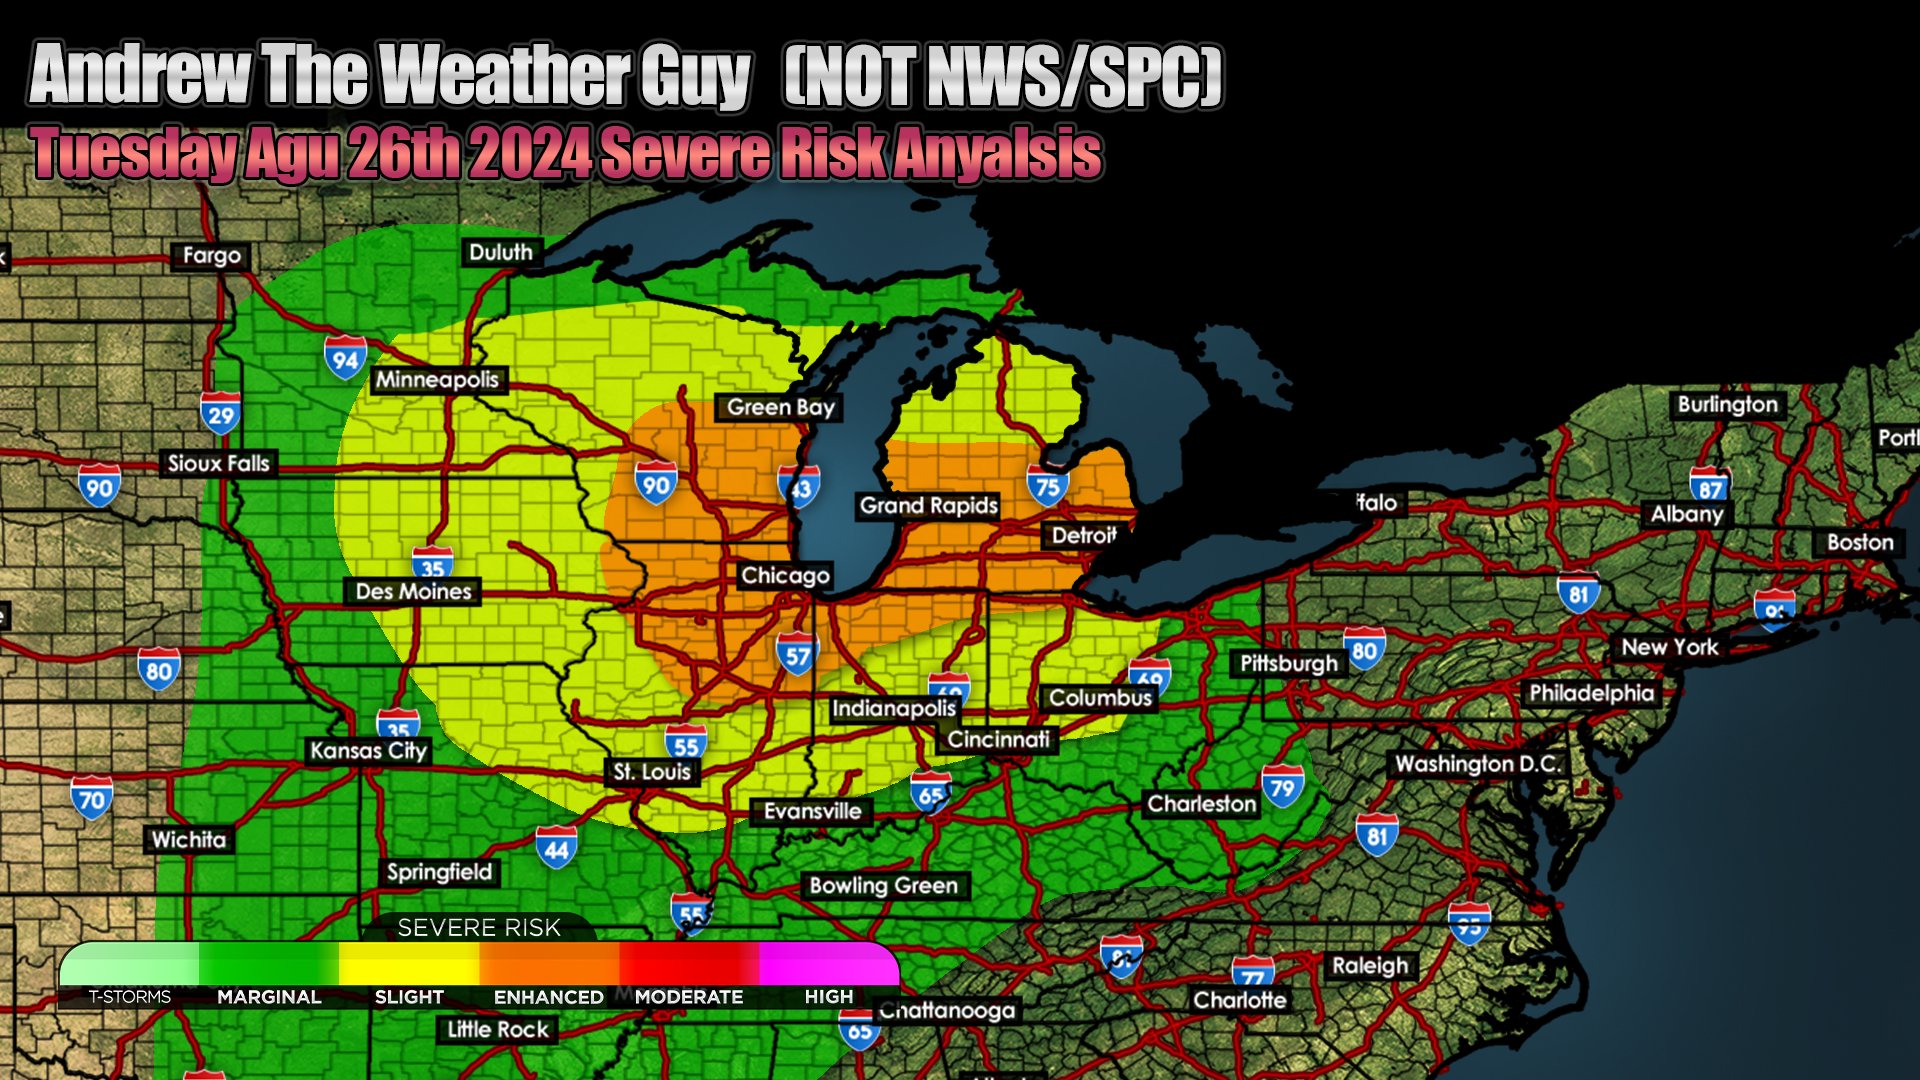 Andrew The Weather Guy (NOT NWS/SPC)
Tuesday Agu 26th 2024 Severe Risk Anyalsis
Fargo
Duluth
94
Minneapolis
29
Green Bay
Burlington
Sioux Falls
90
90
43
75
87
Grand Rapids
falo
Albany
Detroit
Boston
35
Des Moines
Chicago
81
91
80
57
80
New York
Pittsburgh
Philadelphia
69
69
Columbus
Indianapolis
35
Kansas City
55
Cincinnati
St. Louis
Washington D.C.
70
65
79
Evansville
Charleston
Wichita
44
81
Springfield
Bowling Green
55
95
SEVERE RISK
81
77
Raleigh
T-STORMS MARGINAL SLIGHT ENHANCED MODERATE HIGH
Charlotte
Chattanooga
Little Rock
65